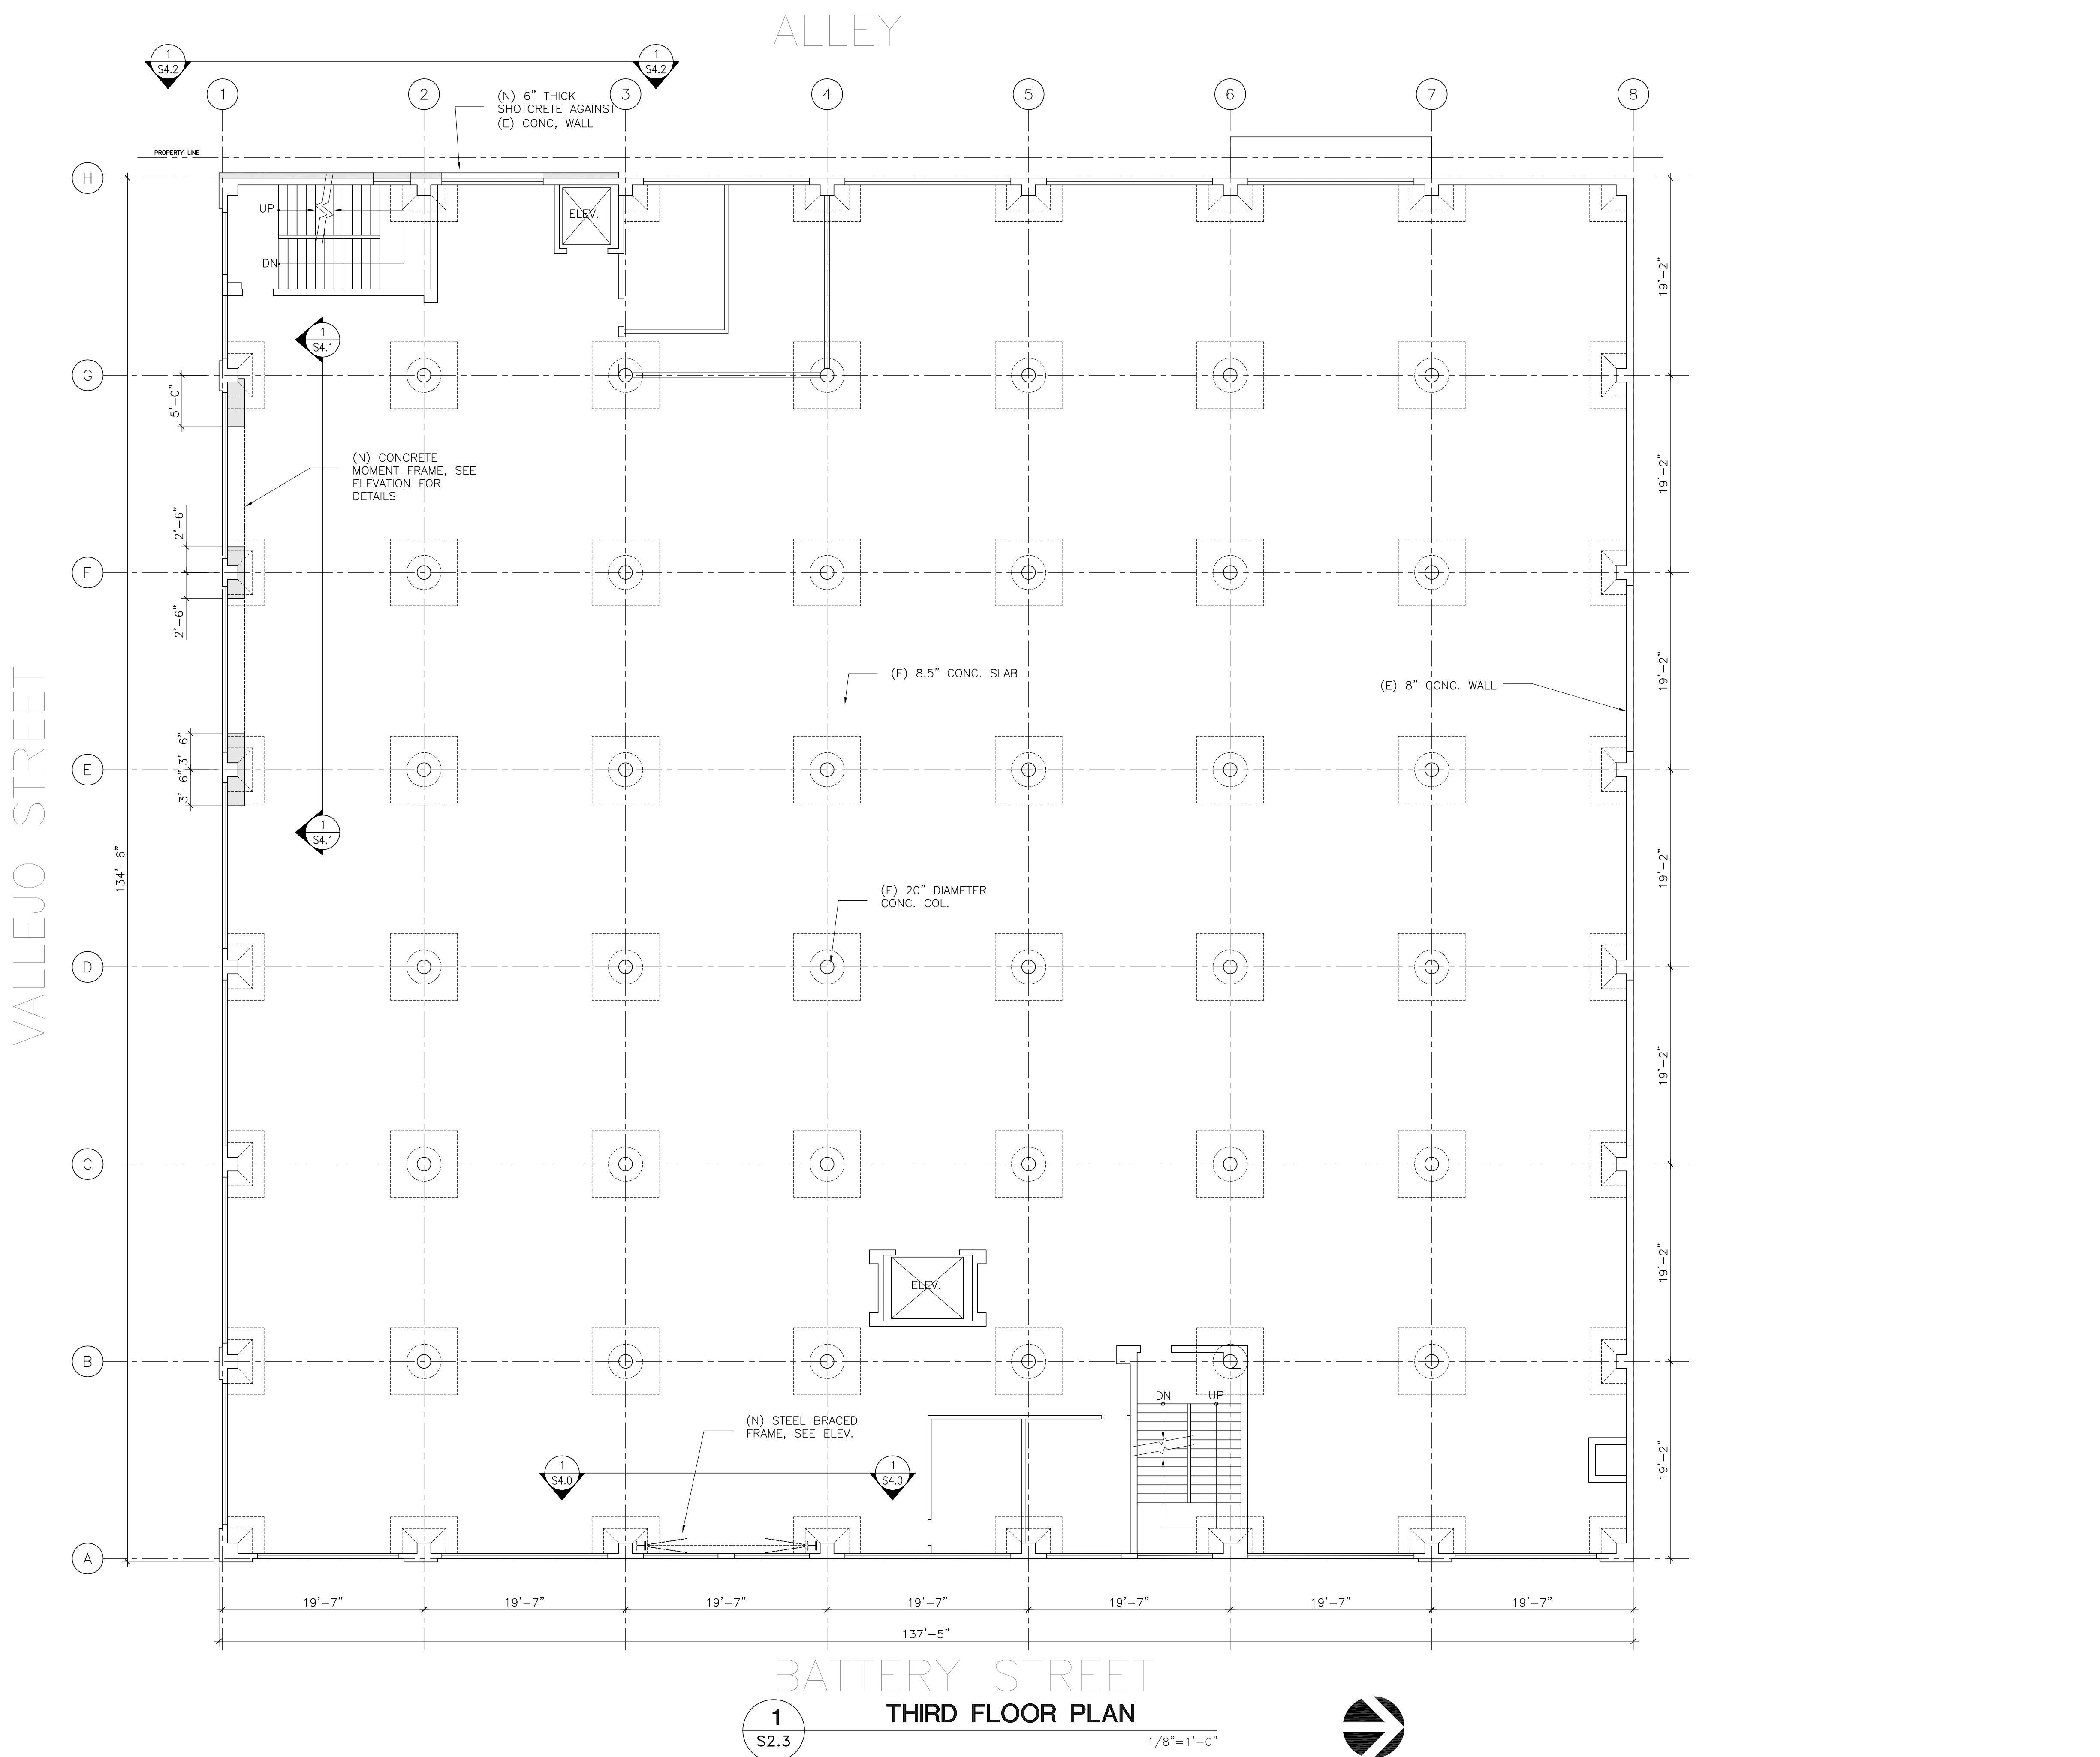 ALLEY
1
S4.2
1
S4.2
1
2
3
4
5
6
7
8
(N) 6" THICK
SHOTCRETE AGAINST
(E) CONC, WALL
PROPERTY LINE
H
UP
ELEV.
DN
19'-2"
1
S4.1
G
5'-0"
(N) CONCRETE
MOMENT FRAME, SEE
ELEVATION FOR
DETAILS
19'-2"
2'-6"
F
2'-6"
(E) 8.5" CONC. SLAB
(E) 8" CONC. WALL
19'-2"
VALLEJO STREET
3'-6"
E
3'-6"
1
S4.1
134'-6"
(E) 20" DIAMETER
CONC. COL.
19'-2"
D
19'-2"
C
ELEV.
19'-2"
B
DN
UP
(N) STEEL BRACED
FRAME, SEE ELEV.
19'-2"
1
S4.0
1
S4.0
A
19'-7"
19'-7"
19'-7"
19'-7"
19'-7"
19'-7"
19'-7"
137'-5"
BATTERY STREET
1
S2.3
THIRD FLOOR PLAN
1/8"=1'-0"